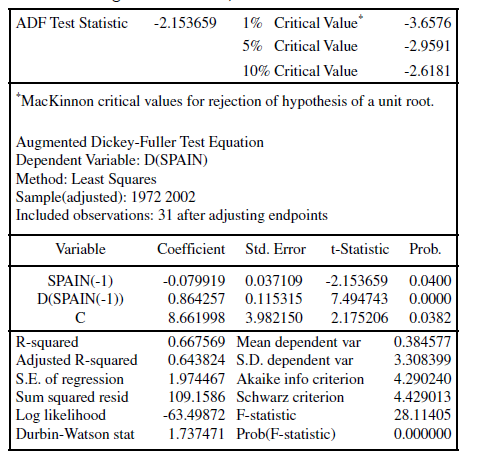 ADF Test Statistic -2.153659 1% Critical Value* -3.6576
5% Critical Value -2.9591
10% Critical Value -2.6181
*MacKinnon critical values for rejection of hypothesis of a unit root.
Augmented Dickey-Fuller Test Equation
Dependent Variable: D(SPAIN)
Method: Least Squares
Sample(adjusted): 1972 2002
Included observations: 31 after adjusting endpoints
Variable Coefficient Std. Error t-Statistic Prob.
SPAIN(-1) -0.079919 0.037109 -2.153659 0.0400
D(SPAIN(-1)) 0.864257 0.115315 7.494743 0.0000
C 8.661998 3.982150 2.175206 0.0382
R-squared 0.667569 Mean dependent var 0.384577
Adjusted R-squared 0.643824 S.D. dependent var 3.308399
S.E. of regression 1.974467 Akaike info criterion 4.290240
Sum squared resid 109.1586 Schwarz criterion 4.429013
Log likelihood -63.49872 F-statistic 28.11405
Durbin-Watson stat 1.737471 Prob(F-statistic) 0.000000